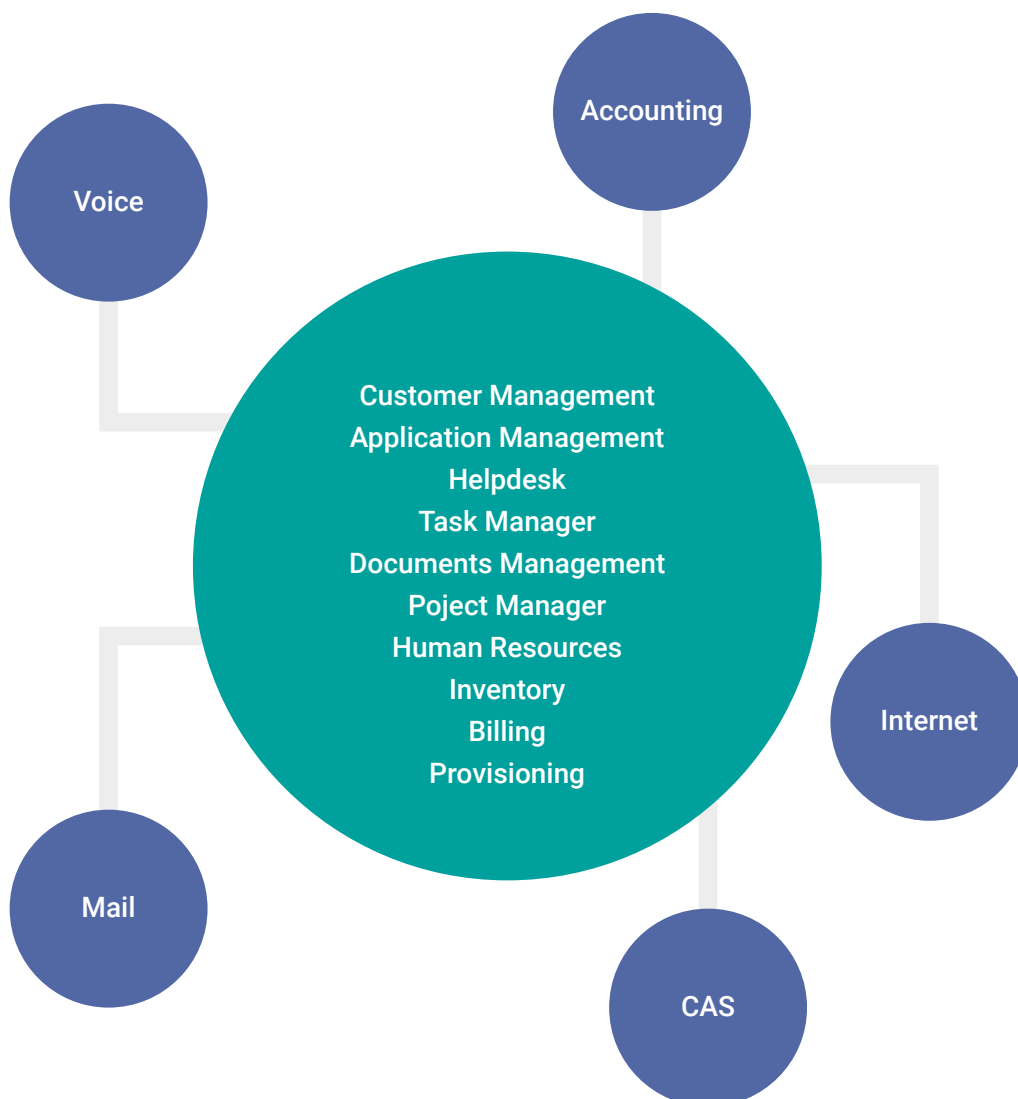 Accounting
Voice
Customer Management
Application Management
Helpdesk
Task Manager
Documents Management
Poject Manager
Human Resources
Inventory
Billing
Provisioning
Internet
Mail
CAS